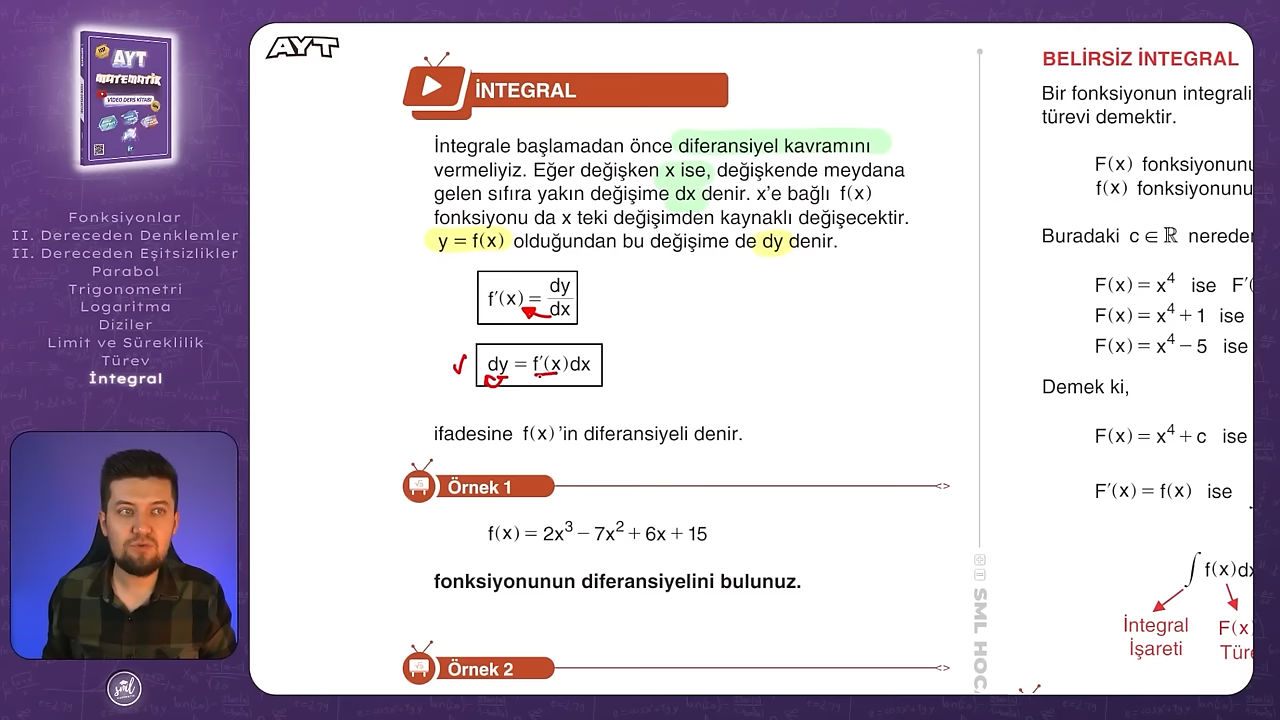 AYT
MATEMATİK
VİDEO DERS KİTABI
Fonksiyonlar
II. Dereceden Denklemler
II. Dereceden Eşitsizlikler
Parabol
Trigonometri
Logaritma
Diziler
Limit ve Süreklilik
Türev
İntegral
sml
AYT
İNTEGRAL
İntegrale başlamadan önce diferansiyel kavramını
vermeliyiz. Eğer değişken x ise, değişkende meydana
gelen sıfıra yakın değişime dx denir. x'e bağlı f(x)
fonksiyonu da x teki değişimden kaynaklı değişecektir.
y = f(x) olduğundan bu değişime de dy denir.
f′(x) = dy/dx
dy = f′(x)dx
ifadesine f(x)'in diferansiyeli denir.
Örnek 1
f(x) = 2x³ − 7x² + 6x + 15
fonksiyonunun diferansiyelini bulunuz.
Örnek 2
SML HOC
BELİRSİZ İNTEGRAL
Bir fonksiyonun integrali
türevi demektir.
F(x) fonksiyonunu
f(x) fonksiyonunu
Buradaki c ∈ ℝ nereden
F(x) = x⁴ ise F′(
F(x) = x⁴ + 1 ise
F(x) = x⁴ − 5 ise
Demek ki,
F(x) = x⁴ + c ise
F′(x) = f(x) ise
∫ f(x)dx
İntegral
İşareti
F(x
Türe